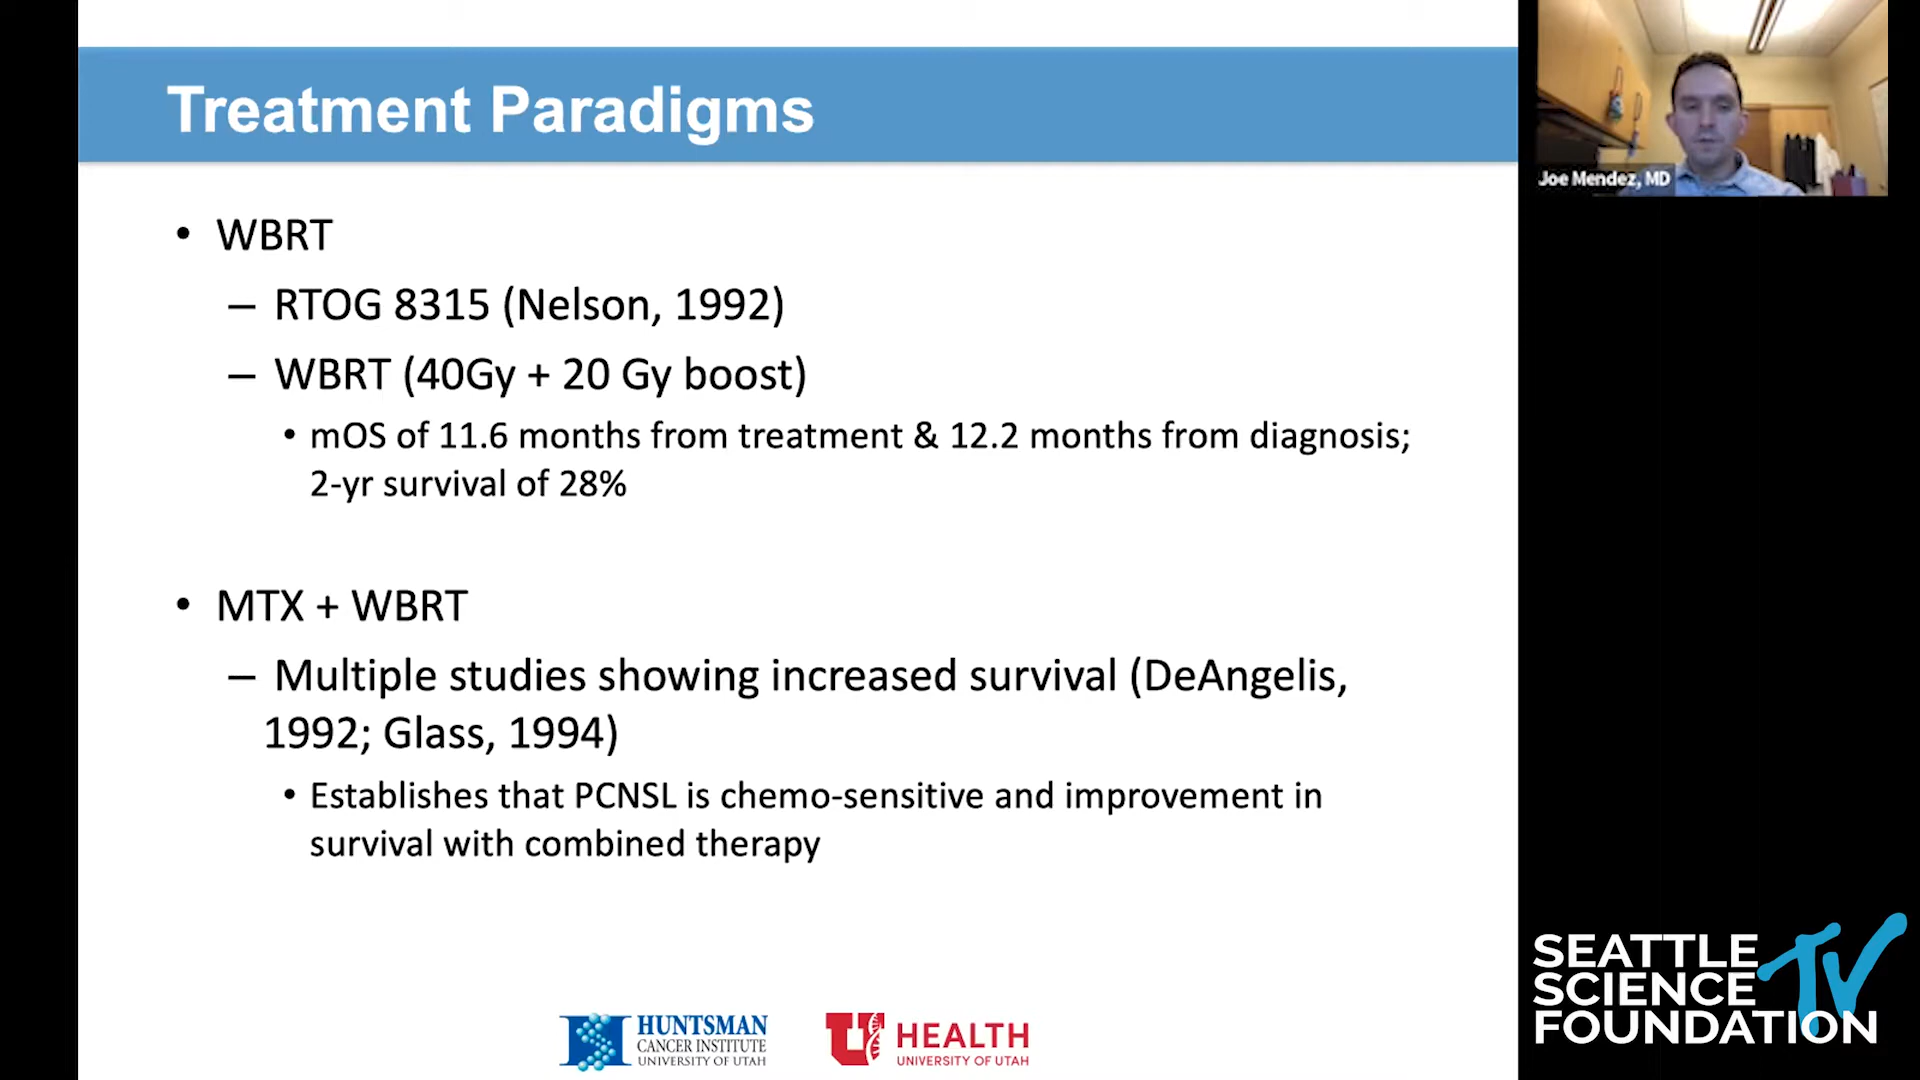 Treatment Paradigms
• WBRT
– RTOG 8315 (Nelson, 1992)
– WBRT (40Gy + 20 Gy boost)
• mOS of 11.6 months from treatment & 12.2 months from diagnosis;
2-yr survival of 28%
• MTX + WBRT
– Multiple studies showing increased survival (DeAngelis,
1992; Glass, 1994)
• Establishes that PCNSL is chemo-sensitive and improvement in
survival with combined therapy
HUNTSMAN
CANCER INSTITUTE
UNIVERSITY OF UTAH
U HEALTH
UNIVERSITY OF UTAH
Joe Mendez, MD
SEATTLE
SCIENCE
FOUNDATION
TV